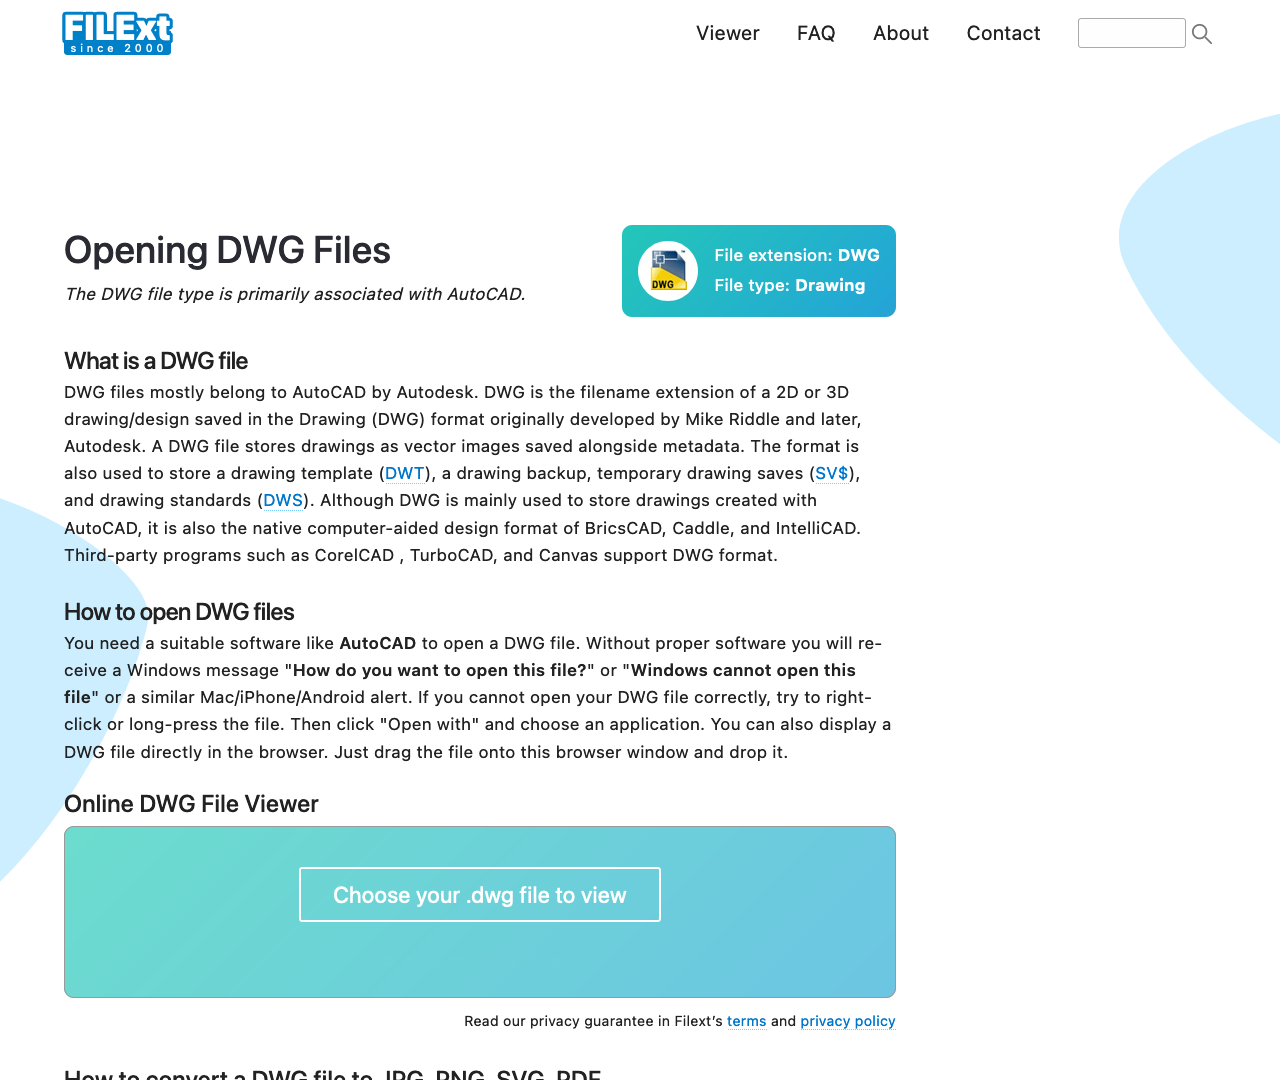 FILExt
since 2000
Viewer FAQ About Contact
Opening DWG Files
The DWG file type is primarily associated with AutoCAD.
DWG
File extension: DWG
File type: Drawing
What is a DWG file
DWG files mostly belong to AutoCAD by Autodesk. DWG is the filename extension of a 2D or 3D
drawing/design saved in the Drawing (DWG) format originally developed by Mike Riddle and later,
Autodesk. A DWG file stores drawings as vector images saved alongside metadata. The format is
also used to store a drawing template (DWT), a drawing backup, temporary drawing saves (SV$),
and drawing standards (DWS). Although DWG is mainly used to store drawings created with
AutoCAD, it is also the native computer-aided design format of BricsCAD, Caddle, and IntelliCAD.
Third-party programs such as CorelCAD , TurboCAD, and Canvas support DWG format.
How to open DWG files
You need a suitable software like AutoCAD to open a DWG file. Without proper software you will re-
ceive a Windows message "How do you want to open this file?" or "Windows cannot open this
file" or a similar Mac/iPhone/Android alert. If you cannot open your DWG file correctly, try to right-
click or long-press the file. Then click "Open with" and choose an application. You can also display a
DWG file directly in the browser. Just drag the file onto this browser window and drop it.
Online DWG File Viewer
Choose your .dwg file to view
Read our privacy guarantee in Filext's terms and privacy policy
How to convert a DWG file to JPG, PNG, SVG, PDF